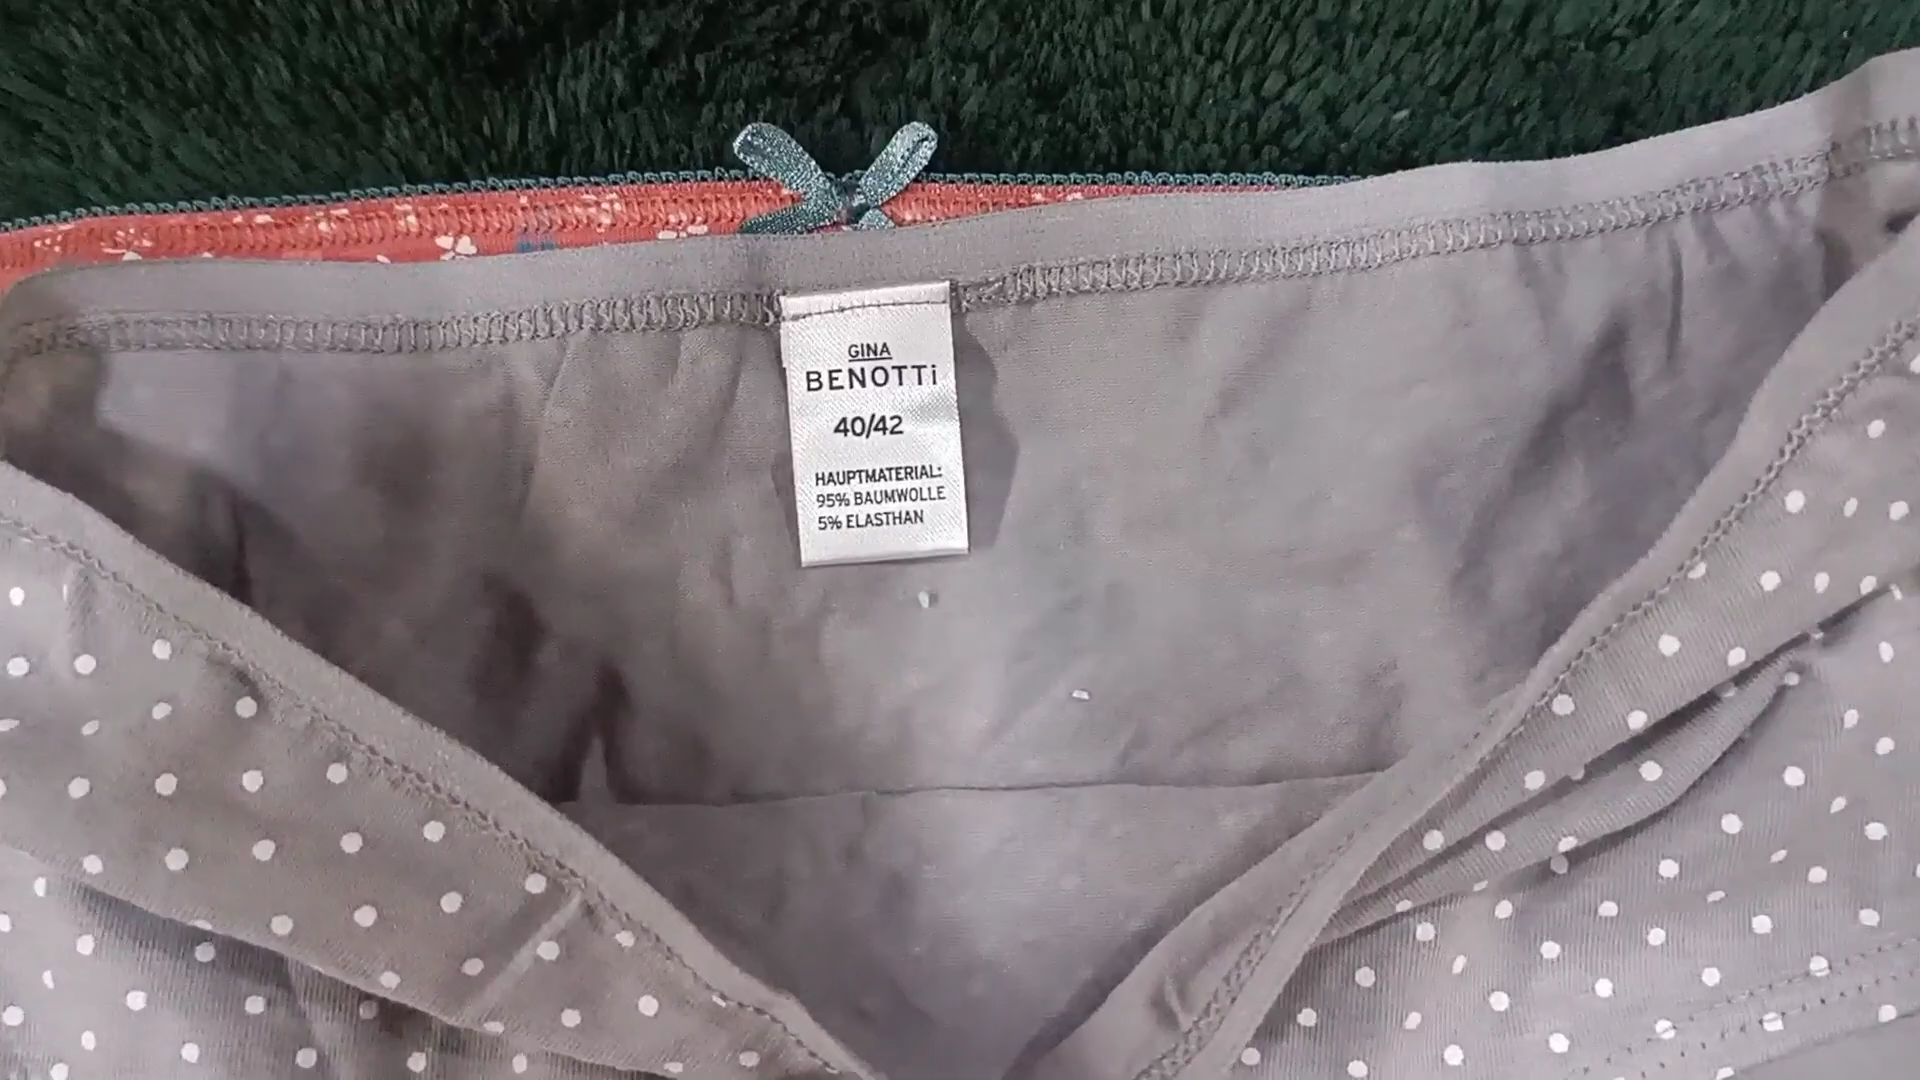 GINA
BENOTTi
40/42
HAUPTMATERIAL:
95% BAUMWOLLE
5% ELASTHAN